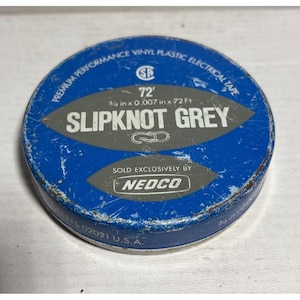 PREMIUM PERFORMANCE VINYL PLASTIC ELECTRICAL TAPE
72'
¾ in x 0.007 in x 72 Ft
SLIPKNOT GREY
SOLD EXCLUSIVELY BY
NEDCO
02021 U.S.A.